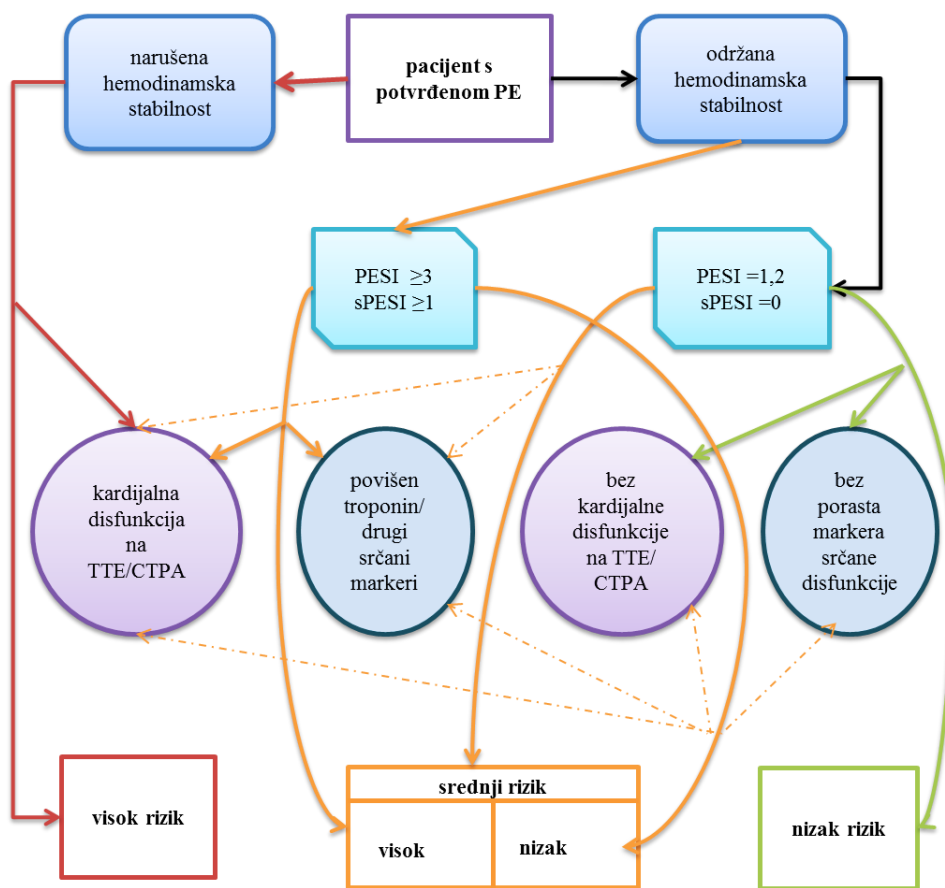 narušena
hemodinamska
stabilnost
pacijent s
potvrđenom PE
održana
hemodinamska
stabilnost
PESI ≥3
sPESI ≥1
PESI =1,2
sPESI =0
kardijalna
disfunkcija
na
TTE/CTPA
povišen
troponin/
drugi
srčani
markeri
bez
kardijalne
disfunkcije
na TTE/
CTPA
bez
porasta
markera
srčane
disfunkcije
visok rizik
srednji rizik
visok
nizak
nizak rizik